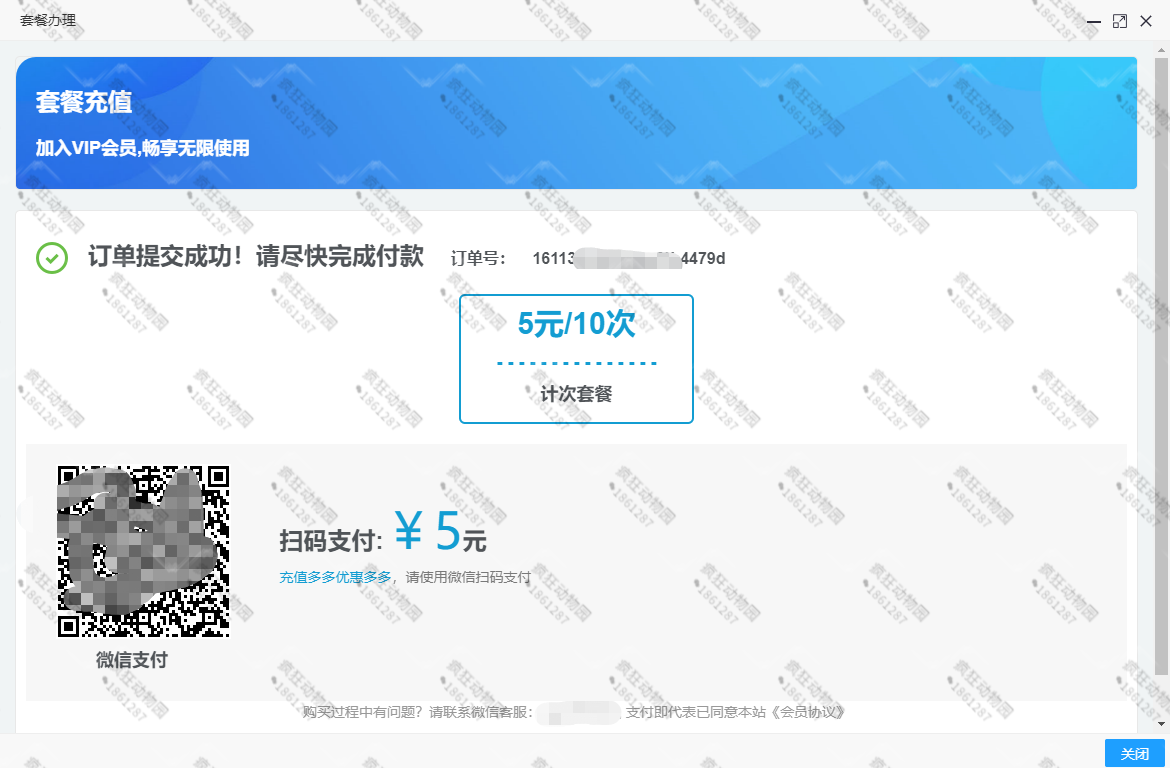 套餐办理
套餐充值
加入VIP会员,畅享无限使用
订单提交成功！请尽快完成付款 订单号： 16113 4479d
5元/10次
计次套餐
扫码支付: ¥ 5元
充值多多优惠多多，请使用微信扫码支付
微信支付
购买过程中有问题？请联系微信客服： 支付即代表已同意本站《会员协议》
关闭
疯狂动物园
1861287